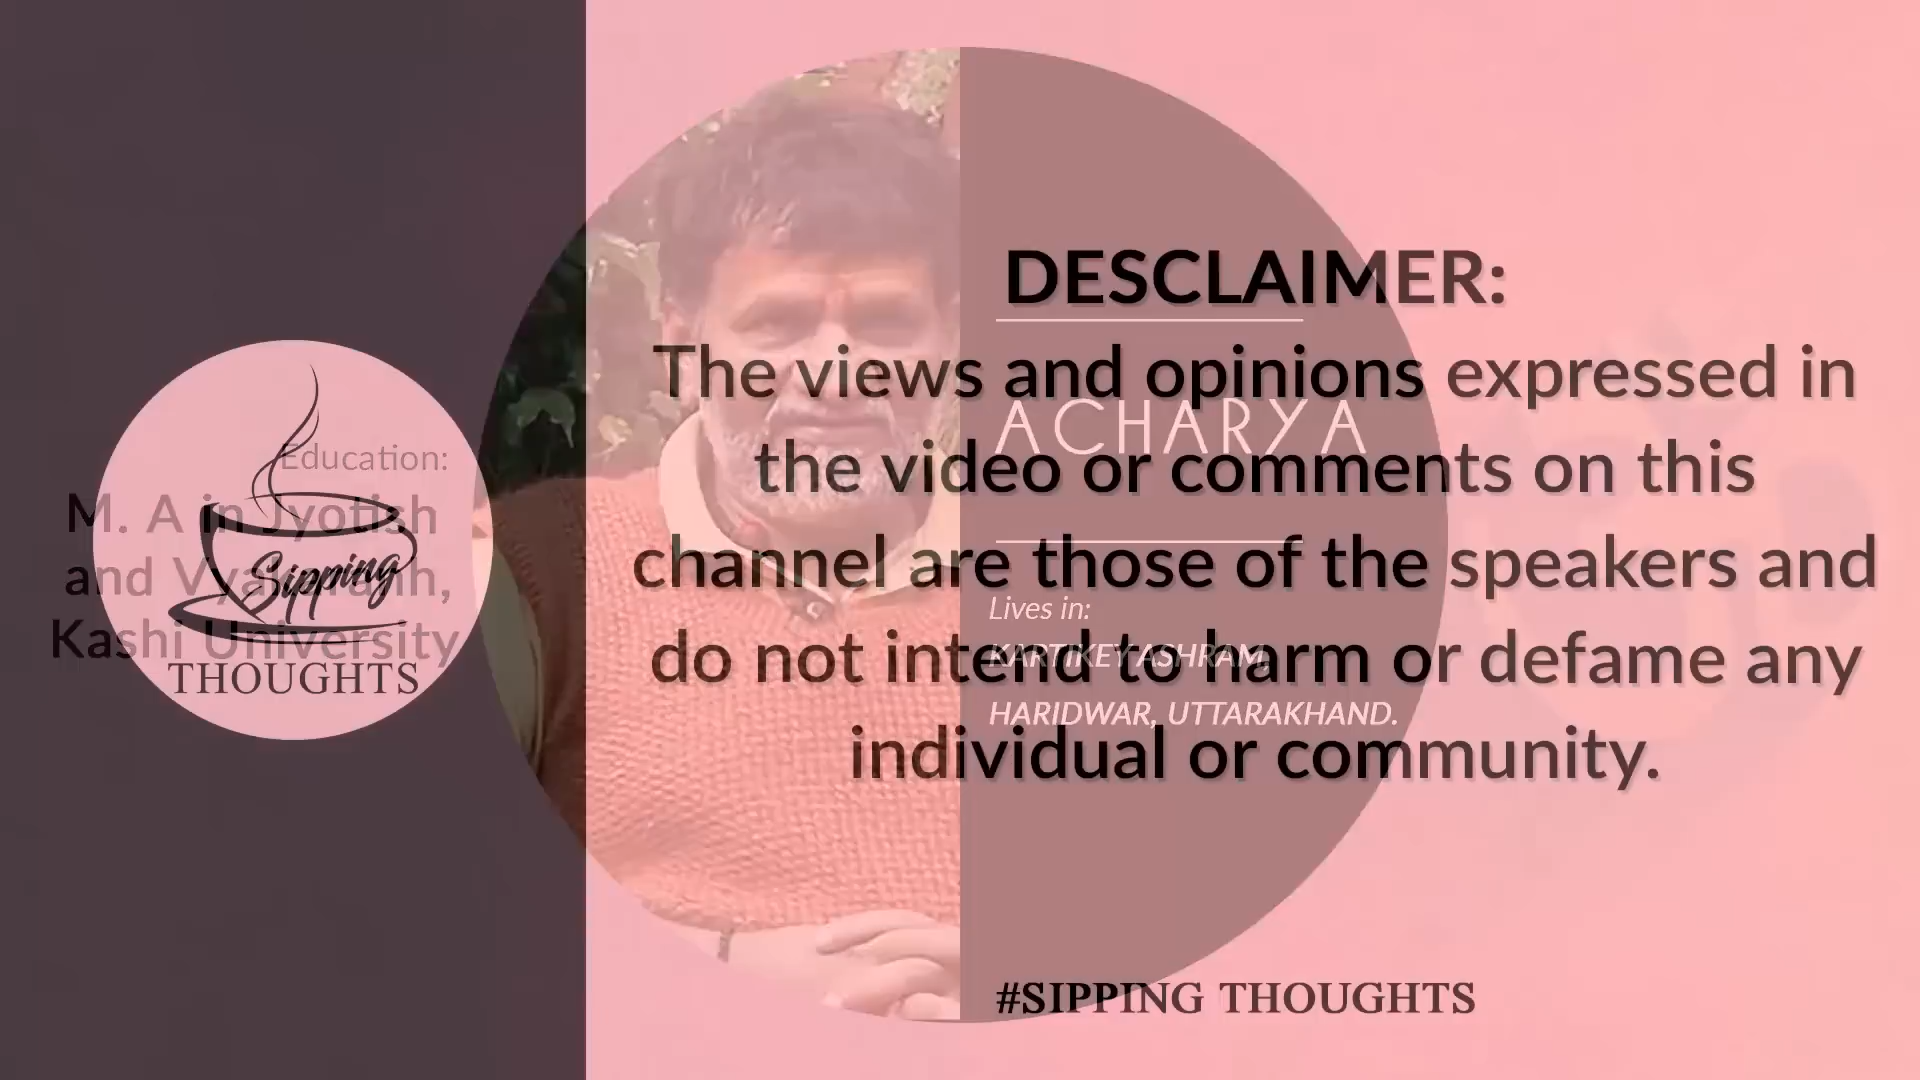 DESCLAIMER:
The views and opinions expressed in
the video or comments on this
channel are those of the speakers and
do not intend to harm or defame any
individual or community.
ACHARYA
Lives in:
KARTIKEY ASHRAM,
HARIDWAR, UTTARAKHAND.
Education:
M. A in Jyotish
and
Kashi University
Sipping
THOUGHTS
#SIPPING THOUGHTS